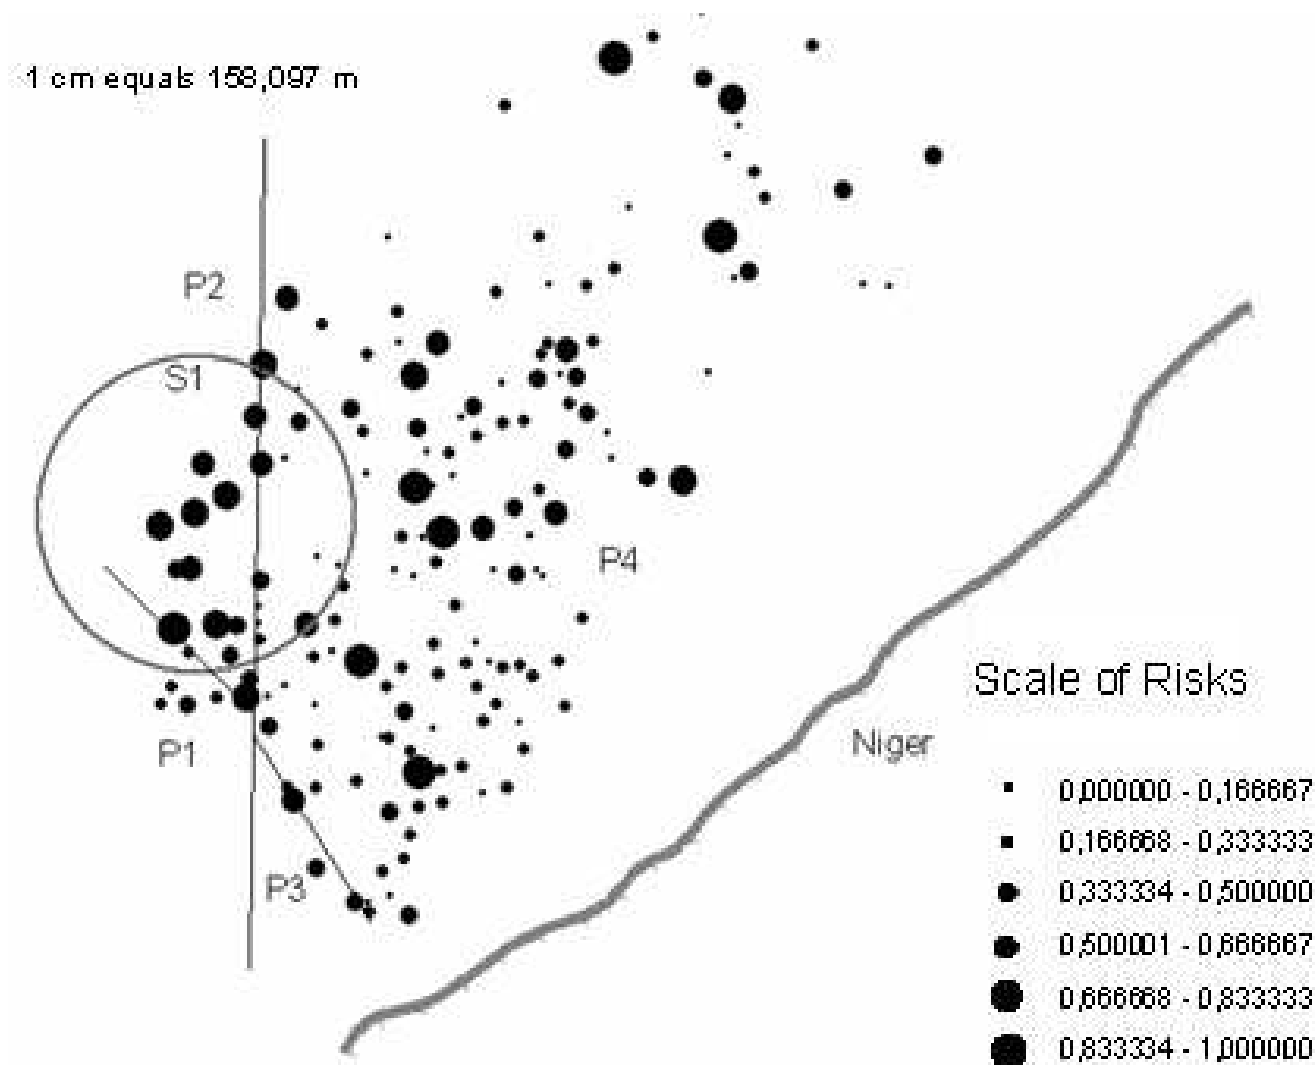 1 cm equals 158,097 m
P2
S1
P4
P1
P3
Niger
Scale of Risks
0,000000 - 0,166667
0,166668 - 0,333333
0,333334 - 0,500000
0,500001 - 0,666667
0,666668 - 0,833333
0,833334 - 1,000000